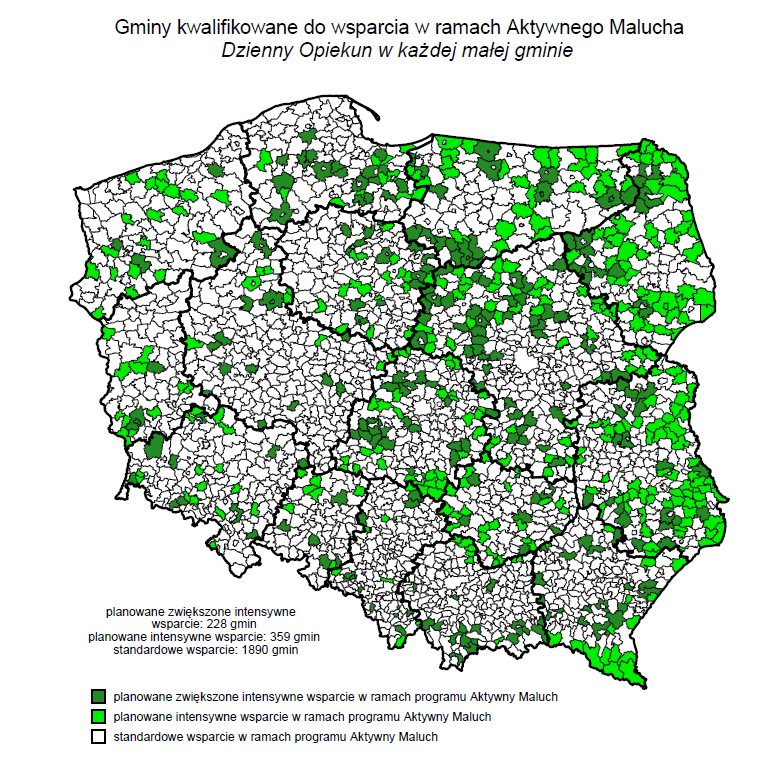 Gminy kwalifikowane do wsparcia w ramach Aktywnego Malucha
Dzienny Opiekun w każdej małej gminie
planowane zwiększone intensywne
wsparcie: 228 gmin
planowane intensywne wsparcie: 359 gmin
standardowe wsparcie: 1890 gmin
planowane zwiększone intensywne wsparcie w ramach programu Aktywny Maluch
planowane intensywne wsparcie w ramach programu Aktywny Maluch
standardowe wsparcie w ramach programu Aktywny Maluch